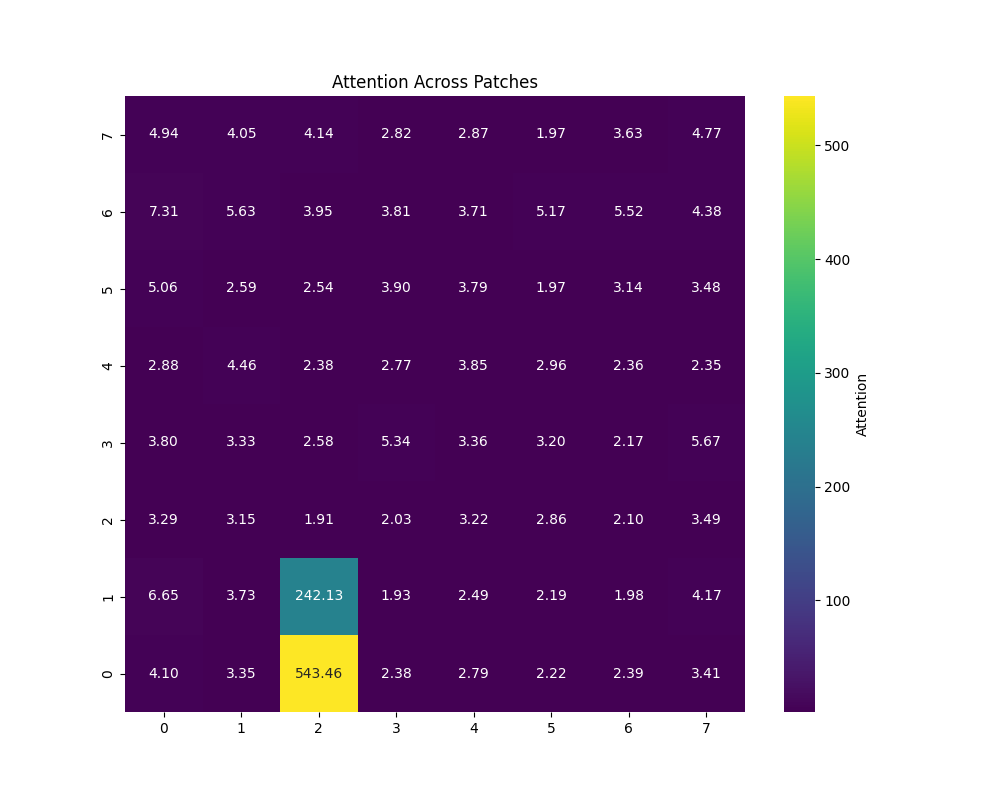 Attention Across Patches
7 4.94 4.05 4.14 2.82 2.87 1.97 3.63 4.77
6 7.31 5.63 3.95 3.81 3.71 5.17 5.52 4.38
5 5.06 2.59 2.54 3.90 3.79 1.97 3.14 3.48
4 2.88 4.46 2.38 2.77 3.85 2.96 2.36 2.35
3 3.80 3.33 2.58 5.34 3.36 3.20 2.17 5.67
2 3.29 3.15 1.91 2.03 3.22 2.86 2.10 3.49
1 6.65 3.73 242.13 1.93 2.49 2.19 1.98 4.17
0 4.10 3.35 543.46 2.38 2.79 2.22 2.39 3.41
0 1 2 3 4 5 6 7
500
400
300
200
100
Attention